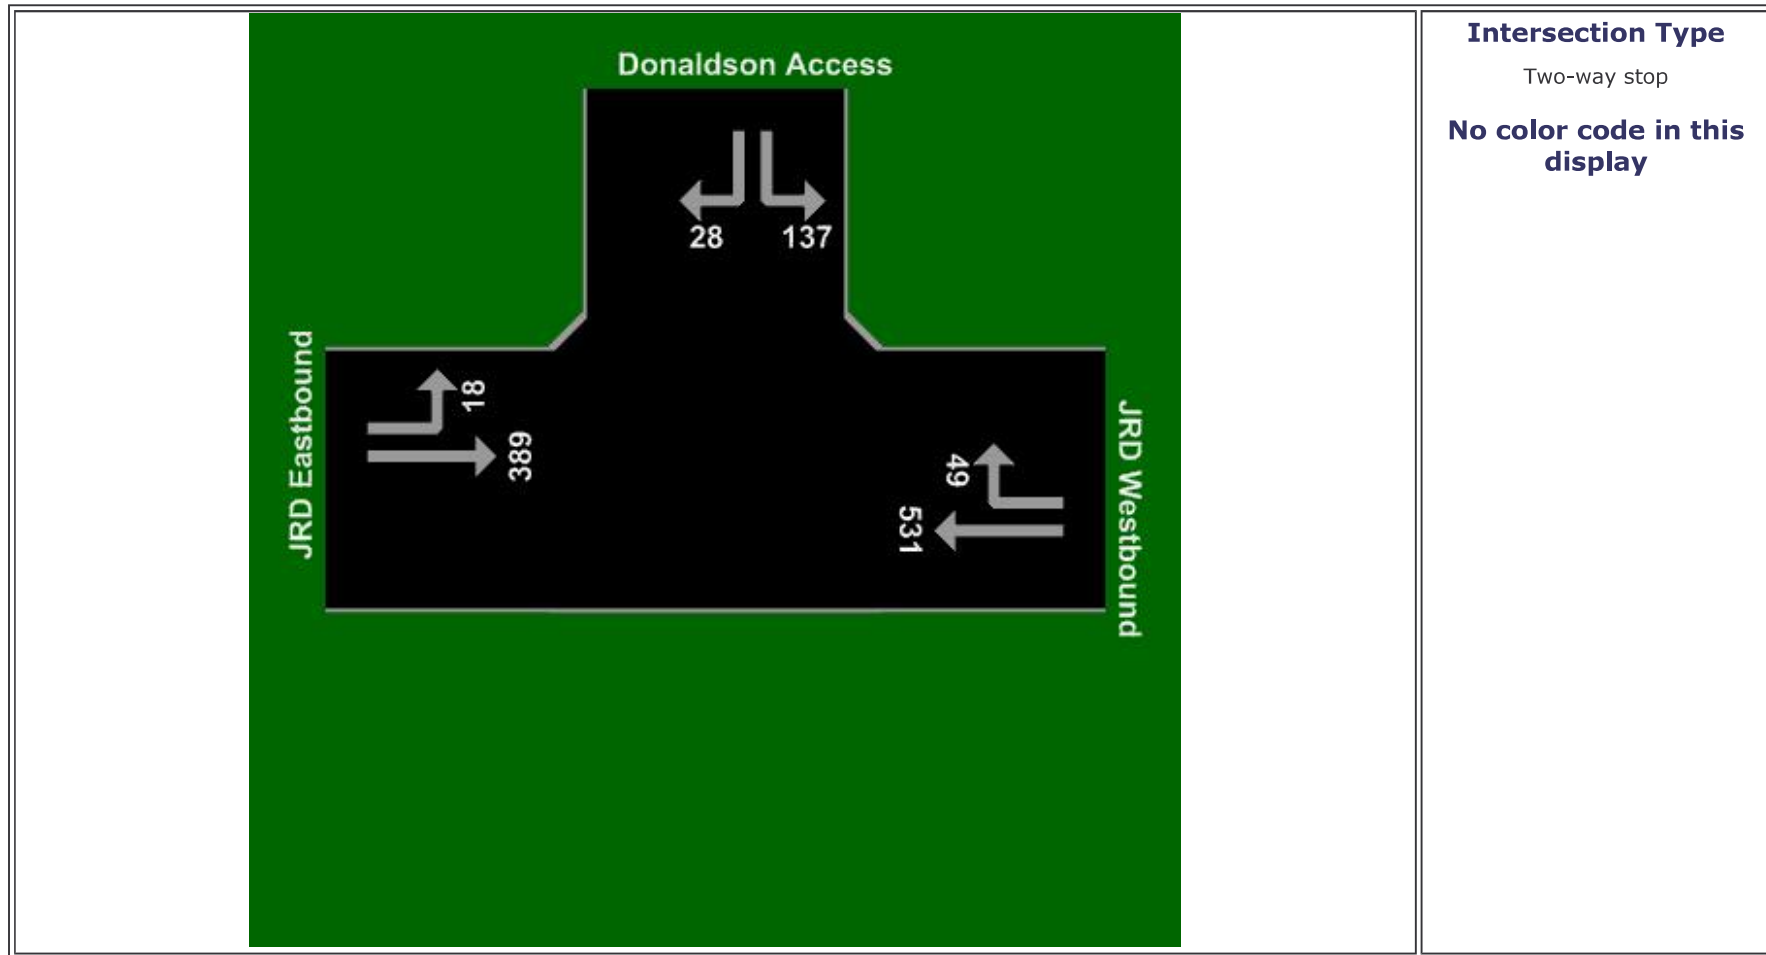 Donaldson Access
28
137
JRD Eastbound
18
389
49
531
JRD Westbound
Intersection Type
Two-way stop
No color code in this
display